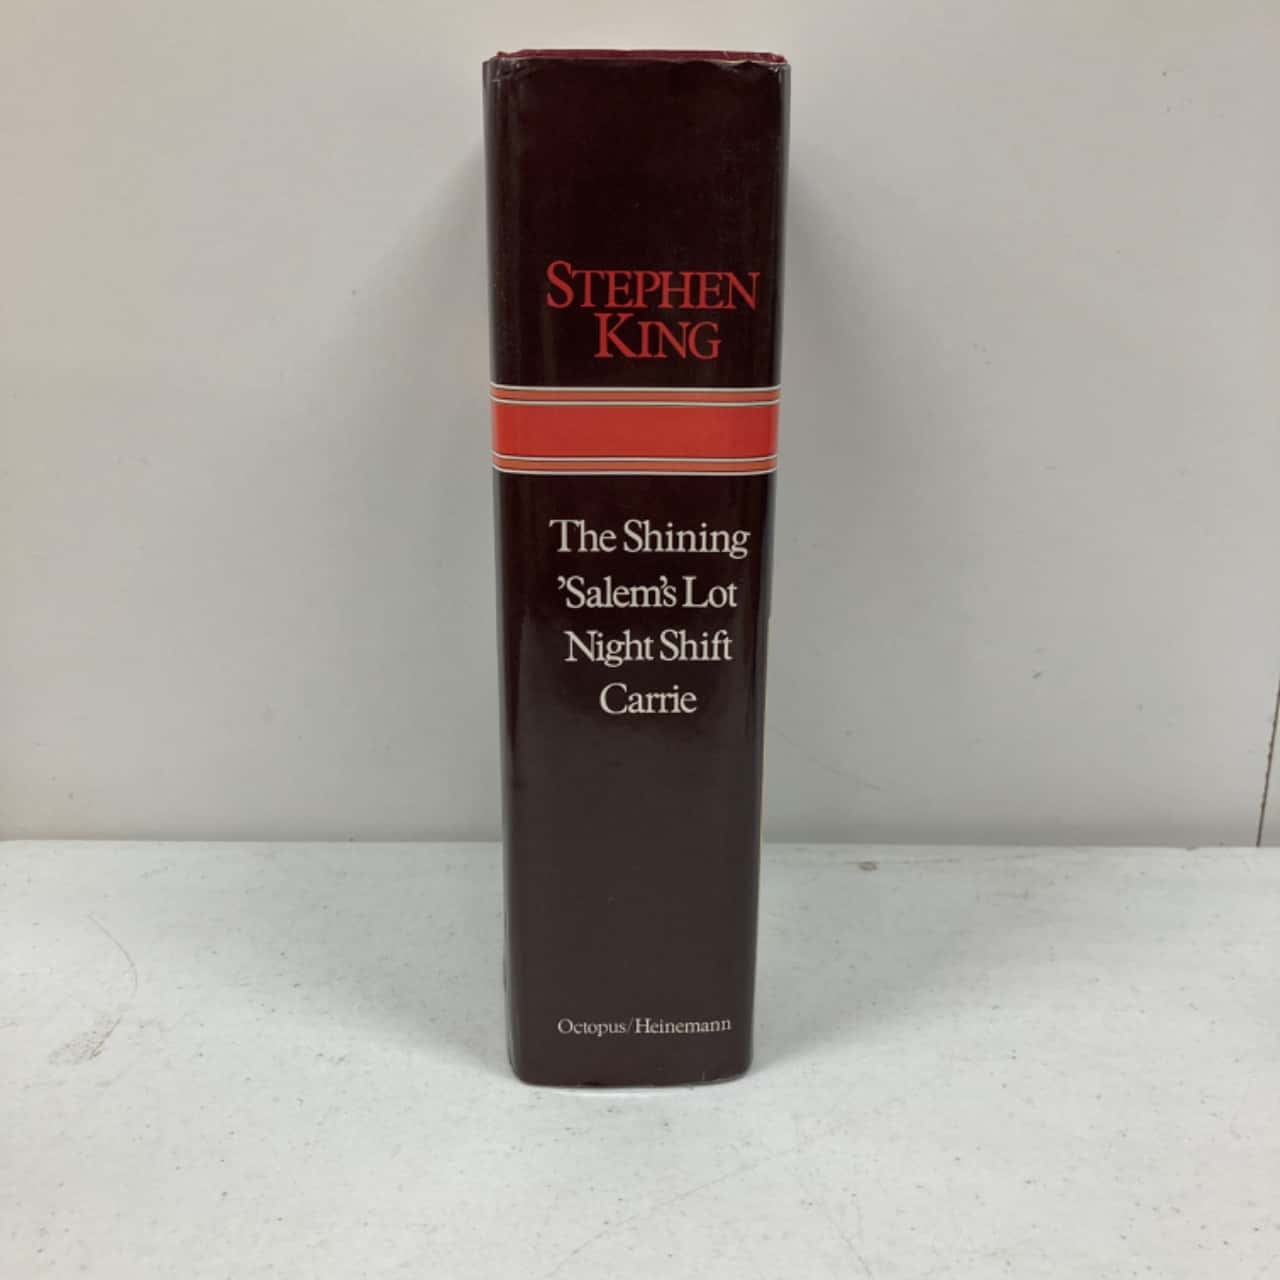 STEPHEN
KING
The Shining
’Salem’s Lot
Night Shift
Carrie
Octopus/Heinemann